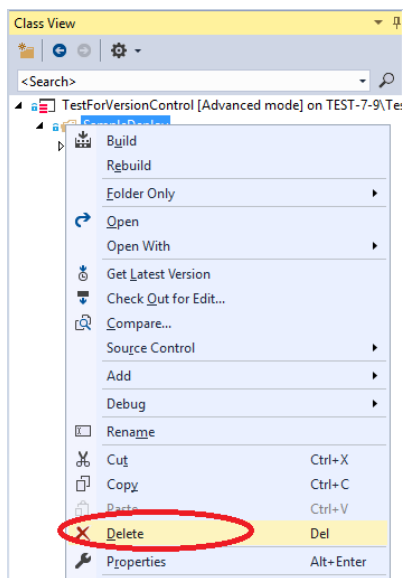 Class View
<Search>
TestForVersionControl [Advanced mode] on TEST-7-9\Tes
SampleDeploy
Build
Rebuild
Folder Only
Open
Open With
Get Latest Version
Check Out for Edit...
Compare...
Source Control
Add
Debug
Rename
Cut Ctrl+X
Copy Ctrl+C
Paste Ctrl+V
Delete Del
Properties Alt+Enter